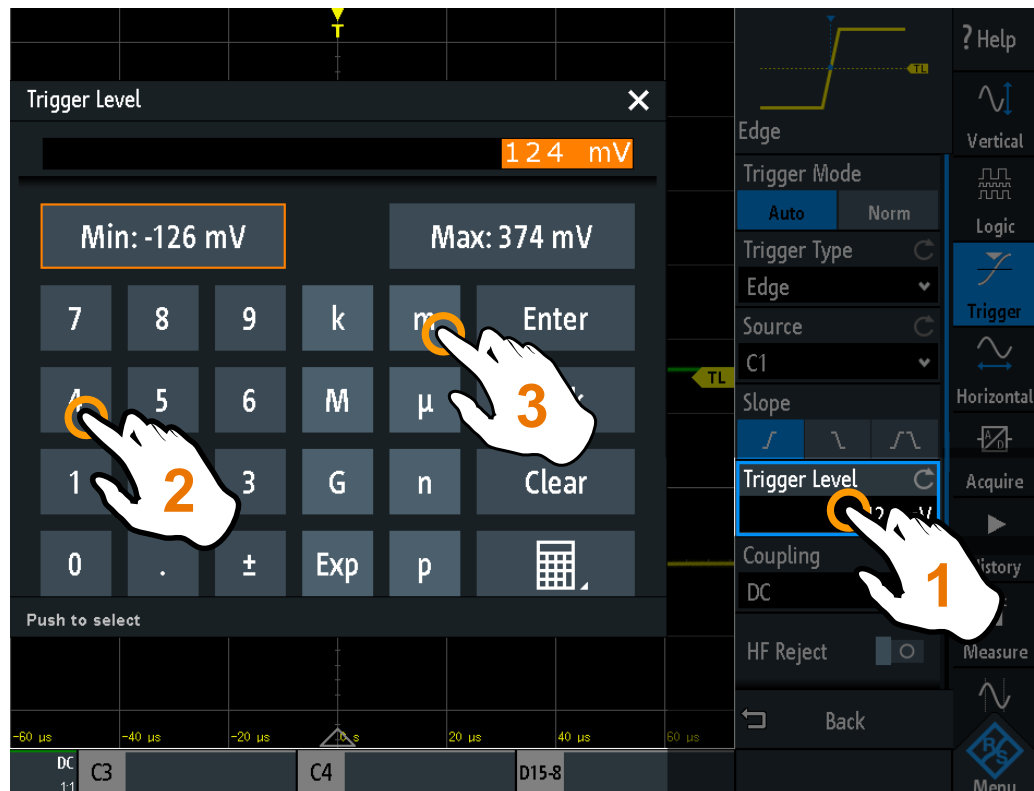 T
? Help
TL
Trigger Level
Edge
Vertical
124 mV
Trigger Mode
Auto Norm
Logic
Min: -126 mV Max: 374 mV
Trigger Type
Edge
Trigger
7 8 9 k m Enter
Source
C1
TL
Horizontal
4 5 6 M µ
3
Slope
1 3 G n Clear
2
Trigger Level
Acquire
Coupling
DC
1
0 . ± Exp p
Push to select
HF Reject
Measure
Back
-60 µs -40 µs -20 µs 0 s 20 µs 40 µs 60 µs
DC
1:1
C3 C4 D15-8
R&S
Menu